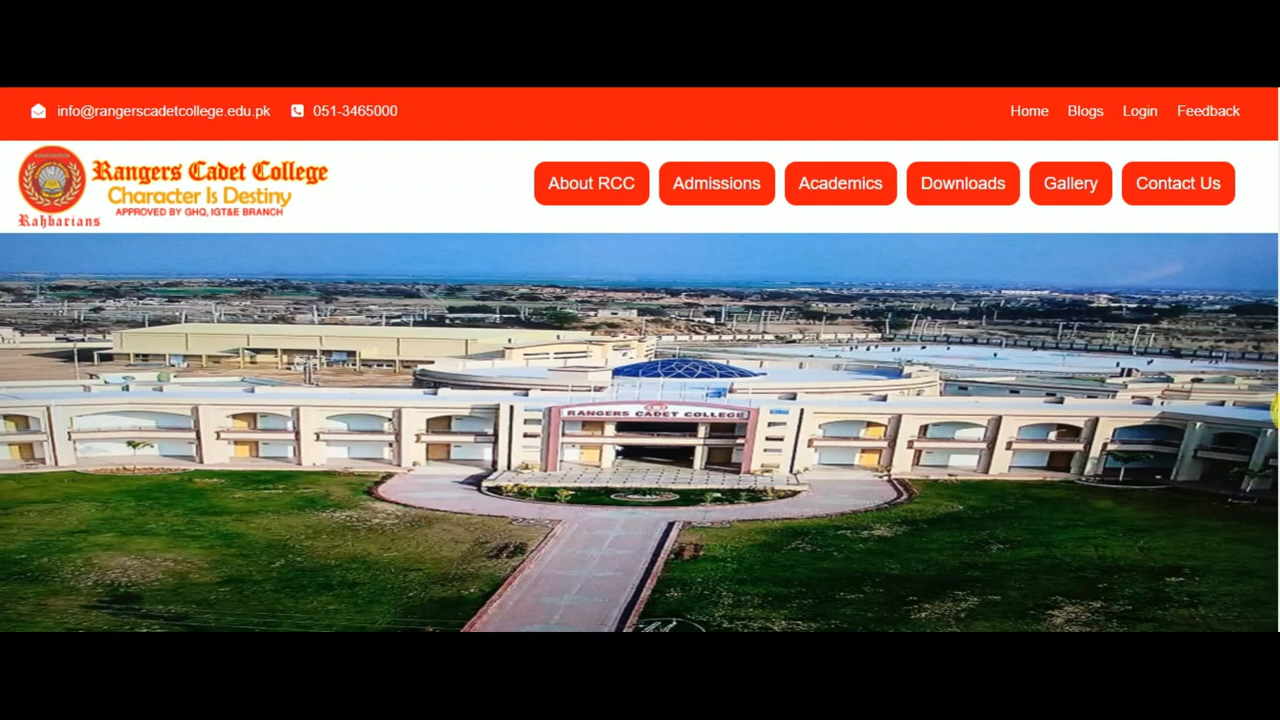 info@rangerscadetcollege.edu.pk 051-3465000 Home Blogs Login Feedback
Rangers Cadet College
Character Is Destiny
APPROVED BY GHQ, IGT&E BRANCH
Rahbarians
About RCC Admissions Academics Downloads Gallery Contact Us
RANGERS CADET COLLEGE